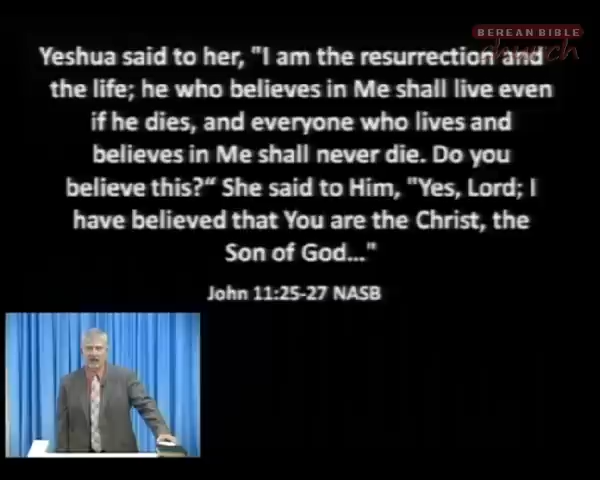 BEREAN BIBLE
church
Yeshua said to her, "I am the resurrection and
the life; he who believes in Me shall live even
if he dies, and everyone who lives and
believes in Me shall never die. Do you
believe this?“ She said to Him, "Yes, Lord; I
have believed that You are the Christ, the
Son of God..."
John 11:25-27 NASB